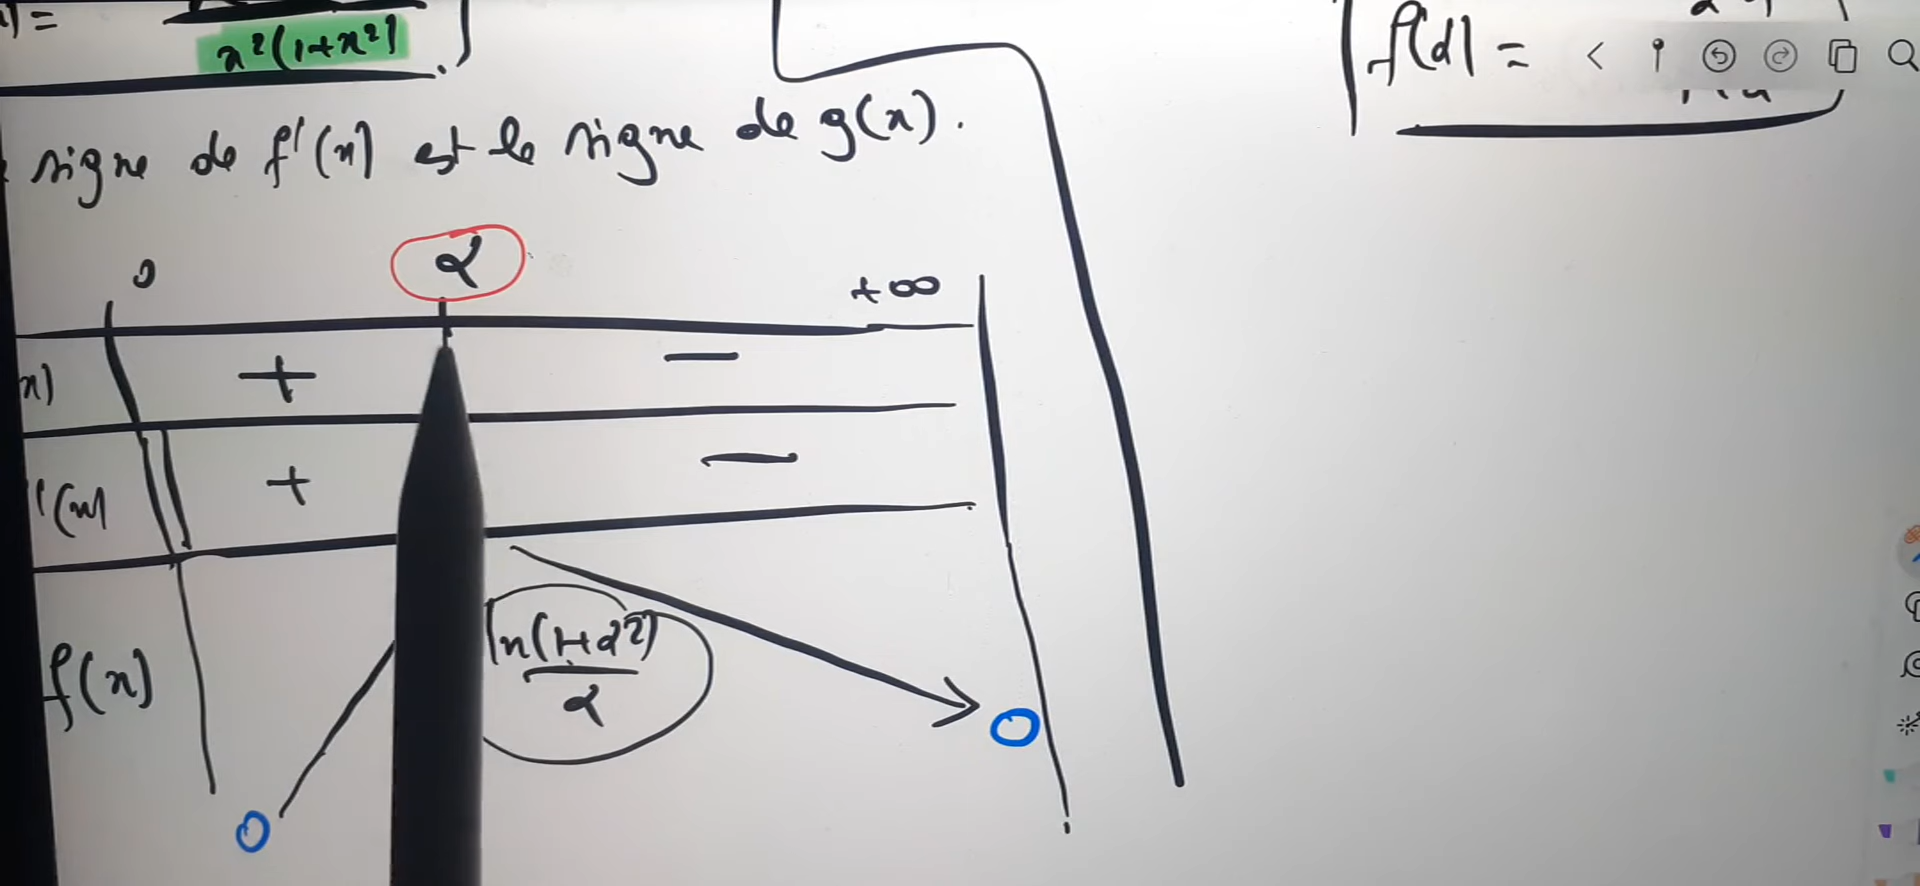 x²(1+x²)
f(α) =
signe de f'(x) est le signe de g(x).
0 α +∞
x) + −
'(x) + −
f(x) ln(1+α²)
α
0
0